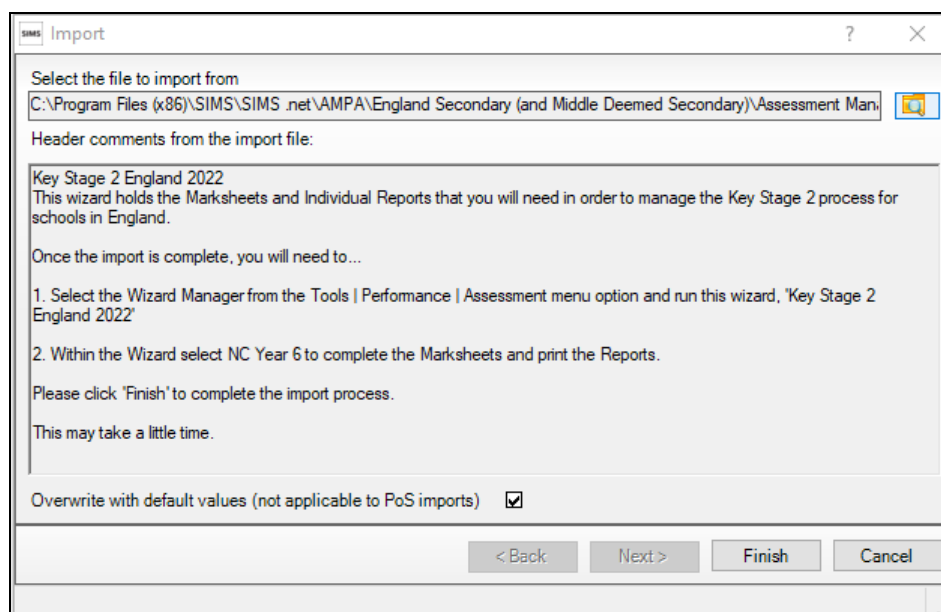 SIMS Import ? ×
Select the file to import from
C:\Program Files (x86)\SIMS\SIMS .net\AMPA\England Secondary (and Middle Deemed Secondary)\Assessment Mana
Header comments from the import file:
Key Stage 2 England 2022
This wizard holds the Marksheets and Individual Reports that you will need in order to manage the Key Stage 2 process for
schools in England.
Once the import is complete, you will need to...
1. Select the Wizard Manager from the Tools | Performance | Assessment menu option and run this wizard, 'Key Stage 2
England 2022'
2. Within the Wizard select NC Year 6 to complete the Marksheets and print the Reports.
Please click 'Finish' to complete the import process.
This may take a little time.
Overwrite with default values (not applicable to PoS imports)
< Back Next > Finish Cancel